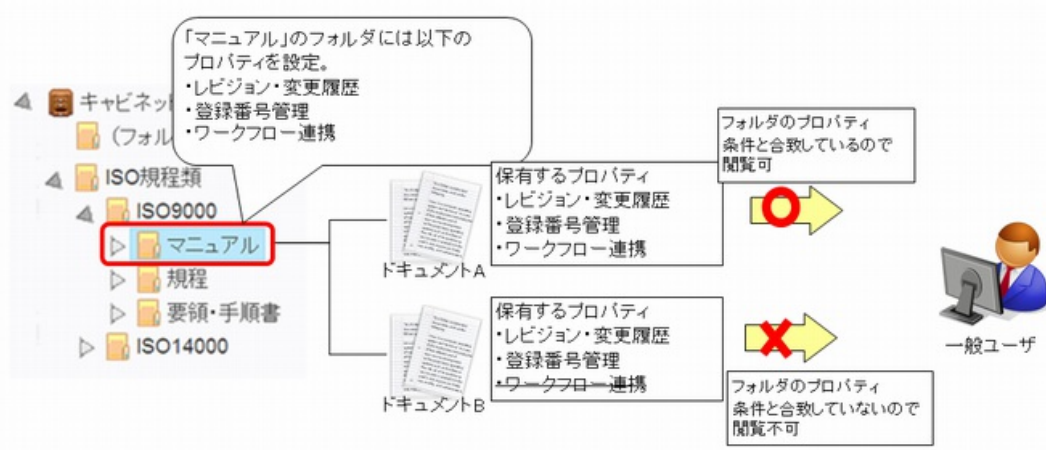 「マニュアル」のフォルダには以下の
プロパティを設定。
・レビジョン・変更履歴
・登録番号管理
・ワークフロー連携
キャビネッ
(フォル
ISO規程類
ISO9000
マニュアル
規程
要領・手順書
ISO14000
ドキュメントA
保有するプロパティ
・レビジョン・変更履歴
・登録番号管理
・ワークフロー連携
フォルダのプロパティ
条件と合致しているので
閲覧可
ドキュメントB
保有するプロパティ
・レビジョン・変更履歴
・登録番号管理
・ワークフロー連携
フォルダのプロパティ
条件と合致していないので
閲覧不可
一般ユーザ